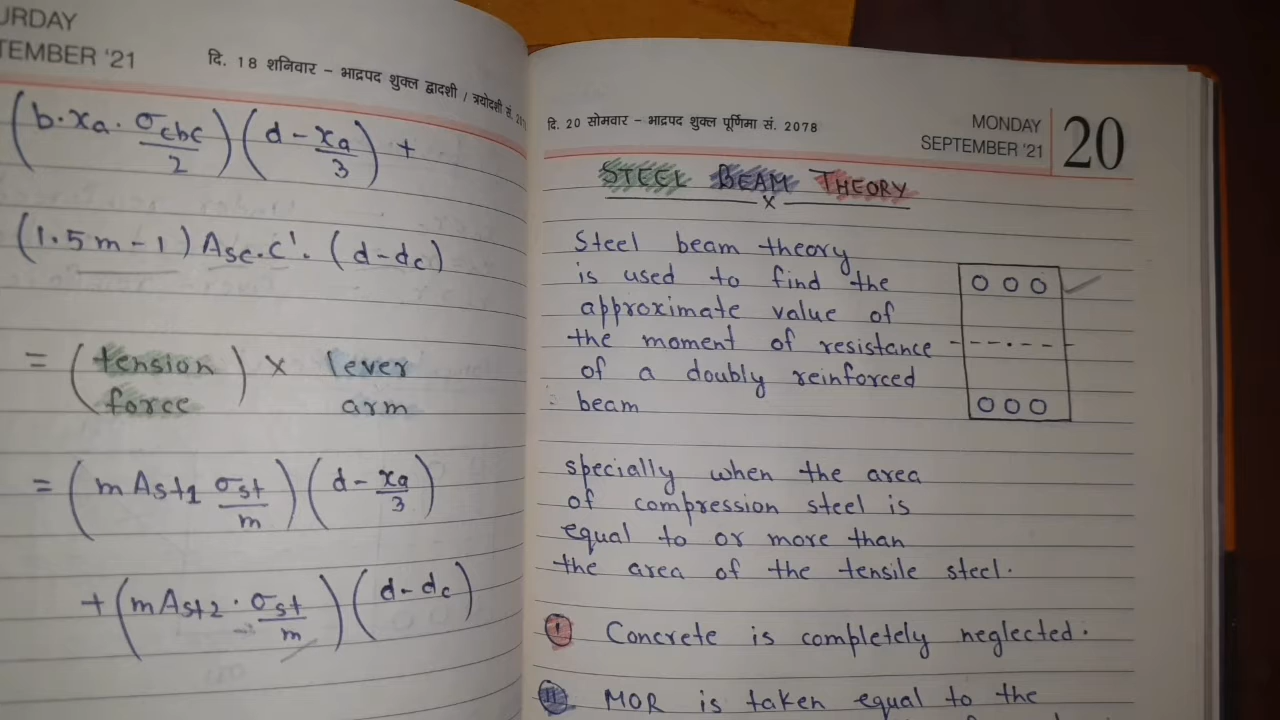 URDAY
TEMBER '21
दि. 18 शनिवार - भाद्रपद शुक्ल द्वादशी / त्रयोदशी सं.
(b.xa . σcbc/2) (d - xa/3) +
(1.5m-1) Asc.c'. (d-dc)
= (tension force) x lever arm
= (m Ast1 σst/m) (d - xa/3)
+ (m Ast2 . σst/m) (d - dc)
दि. 20 सोमवार - भाद्रपद शुक्ल पूर्णिमा सं. 2078
MONDAY
SEPTEMBER '21
20
STEEL BEAM THEORY
x
Steel beam theory
is used to find the
approximate value of
the moment of resistance
of a doubly reinforced
beam
specially when the area
of compression steel is
equal to or more than
the area of the tensile steel.
I Concrete is completely neglected.
II MOR is taken equal to the